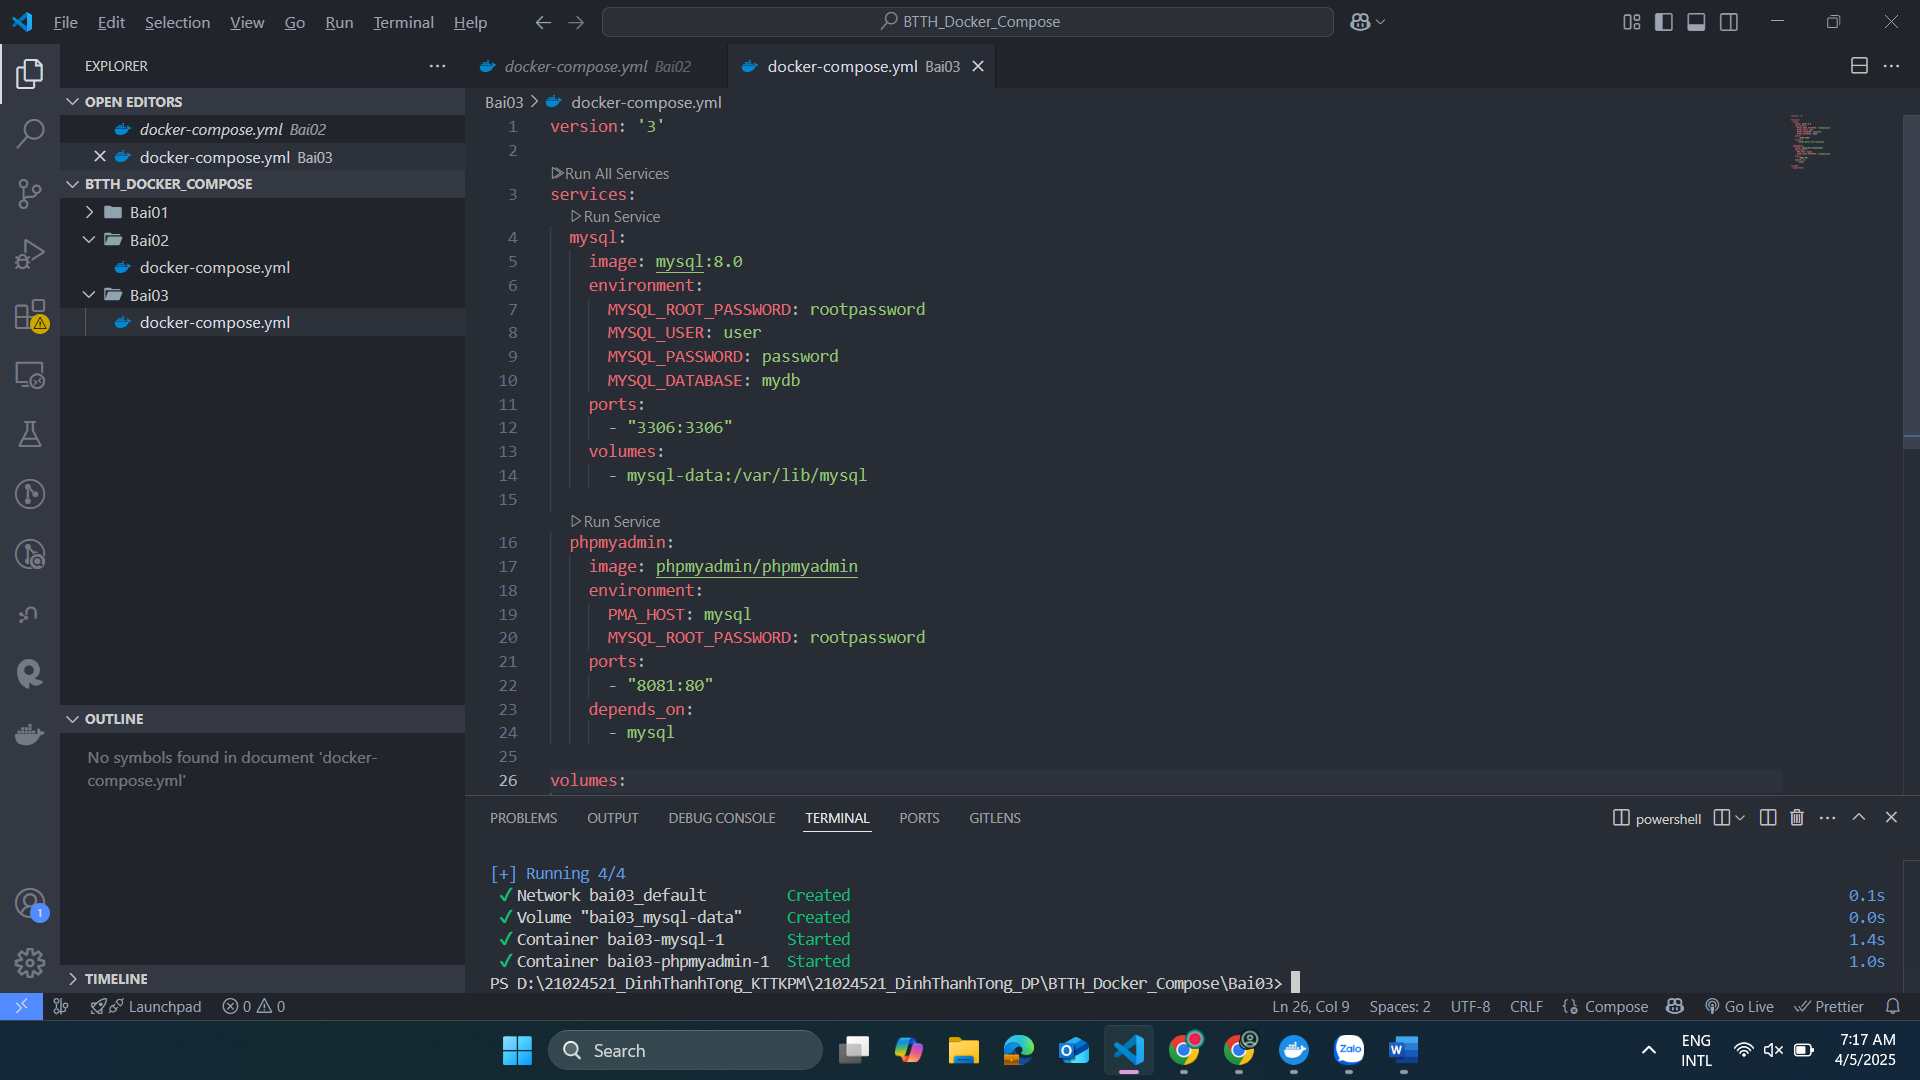 File Edit Selection View Go Run Terminal Help
BTTH_Docker_Compose
EXPLORER
OPEN EDITORS
docker-compose.yml Bai02
docker-compose.yml Bai03
BTTH_DOCKER_COMPOSE
Bai01
Bai02
docker-compose.yml
Bai03
docker-compose.yml
OUTLINE
No symbols found in document 'docker-
compose.yml'
TIMELINE
docker-compose.yml Bai02
docker-compose.yml Bai03
Bai03 > docker-compose.yml
1 version: '3'
2
Run All Services
3 services:
Run Service
4 mysql:
5 image: mysql:8.0
6 environment:
7 MYSQL_ROOT_PASSWORD: rootpassword
8 MYSQL_USER: user
9 MYSQL_PASSWORD: password
10 MYSQL_DATABASE: mydb
11 ports:
12 - "3306:3306"
13 volumes:
14 - mysql-data:/var/lib/mysql
15
Run Service
16 phpmyadmin:
17 image: phpmyadmin/phpmyadmin
18 environment:
19 PMA_HOST: mysql
20 MYSQL_ROOT_PASSWORD: rootpassword
21 ports:
22 - "8081:80"
23 depends_on:
24 - mysql
25
26 volumes:
PROBLEMS OUTPUT DEBUG CONSOLE TERMINAL PORTS GITLENS
powershell
[+] Running 4/4
✓ Network bai03_default Created 0.1s
✓ Volume "bai03_mysql-data" Created 0.0s
✓ Container bai03-mysql-1 Started 1.4s
✓ Container bai03-phpmyadmin-1 Started 1.0s
PS D:\21024521_DinhThanhTong_KTTKPM\21024521_DinhThanhTong_DP\BTTH_Docker_Compose\Bai03>
1
Launchpad 0 0
Ln 26, Col 9 Spaces: 2 UTF-8 CRLF {} Compose Go Live Prettier
Search
Zalo
ENG
INTL
7:17 AM
4/5/2025